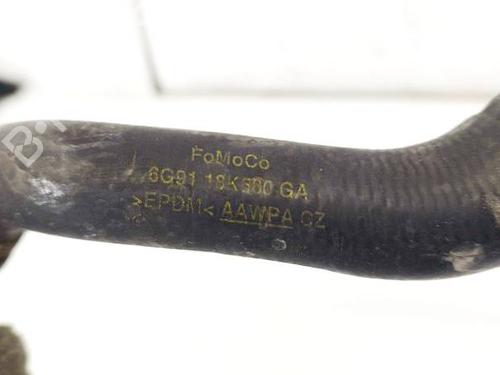 FoMoCo
6G91 18K580 GA
>EPDM< AAWPA CZ